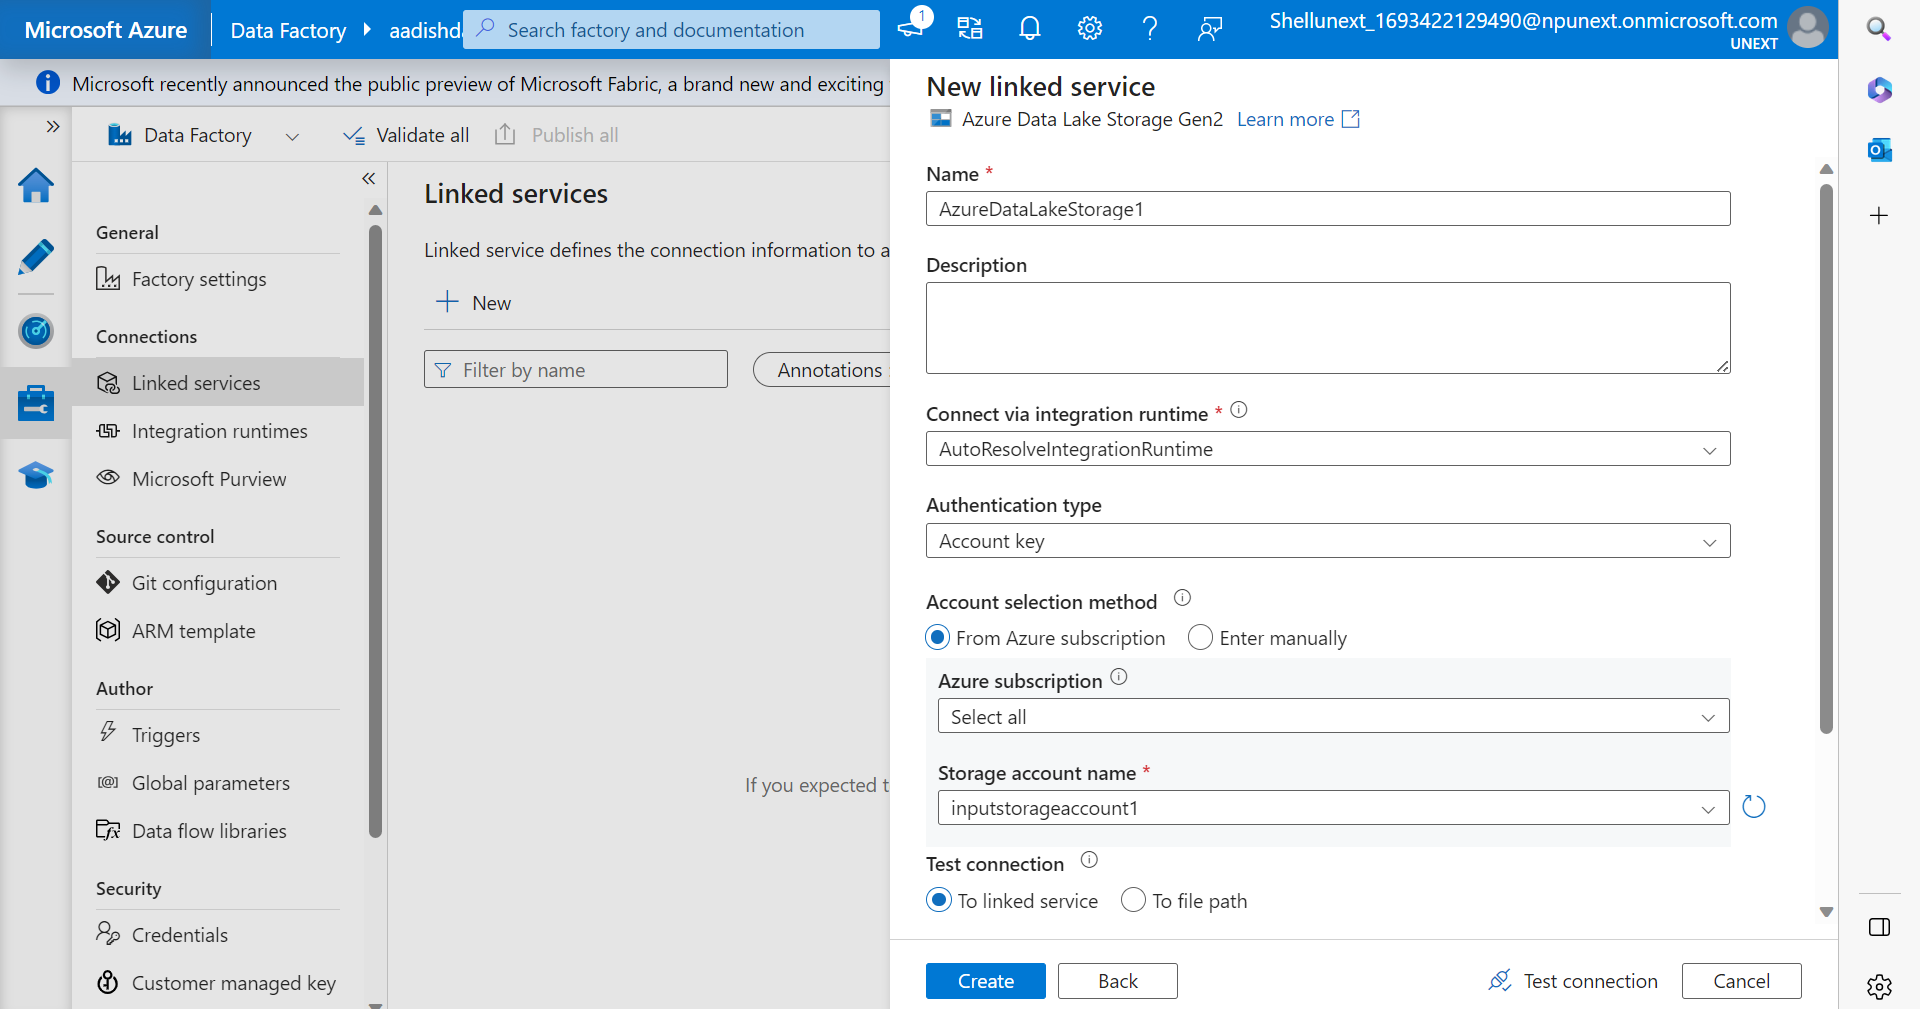 Microsoft Azure
Data Factory
aadishd
Search factory and documentation
1
Shellunext_1693422129490@npunext.onmicrosoft.com
UNEXT
Microsoft recently announced the public preview of Microsoft Fabric, a brand new and exciting
Data Factory
Validate all
Publish all
General
Factory settings
Connections
Linked services
Integration runtimes
Microsoft Purview
Source control
Git configuration
ARM template
Author
Triggers
Global parameters
Data flow libraries
Security
Credentials
Customer managed key
Linked services
Linked service defines the connection information to a
New
Filter by name
Annotations
If you expected t
New linked service
Azure Data Lake Storage Gen2 Learn more
Name *
AzureDataLakeStorage1
Description
Connect via integration runtime *
AutoResolveIntegrationRuntime
Authentication type
Account key
Account selection method
From Azure subscription Enter manually
Azure subscription
Select all
Storage account name *
inputstorageaccount1
Test connection
To linked service To file path
Create Back Test connection Cancel